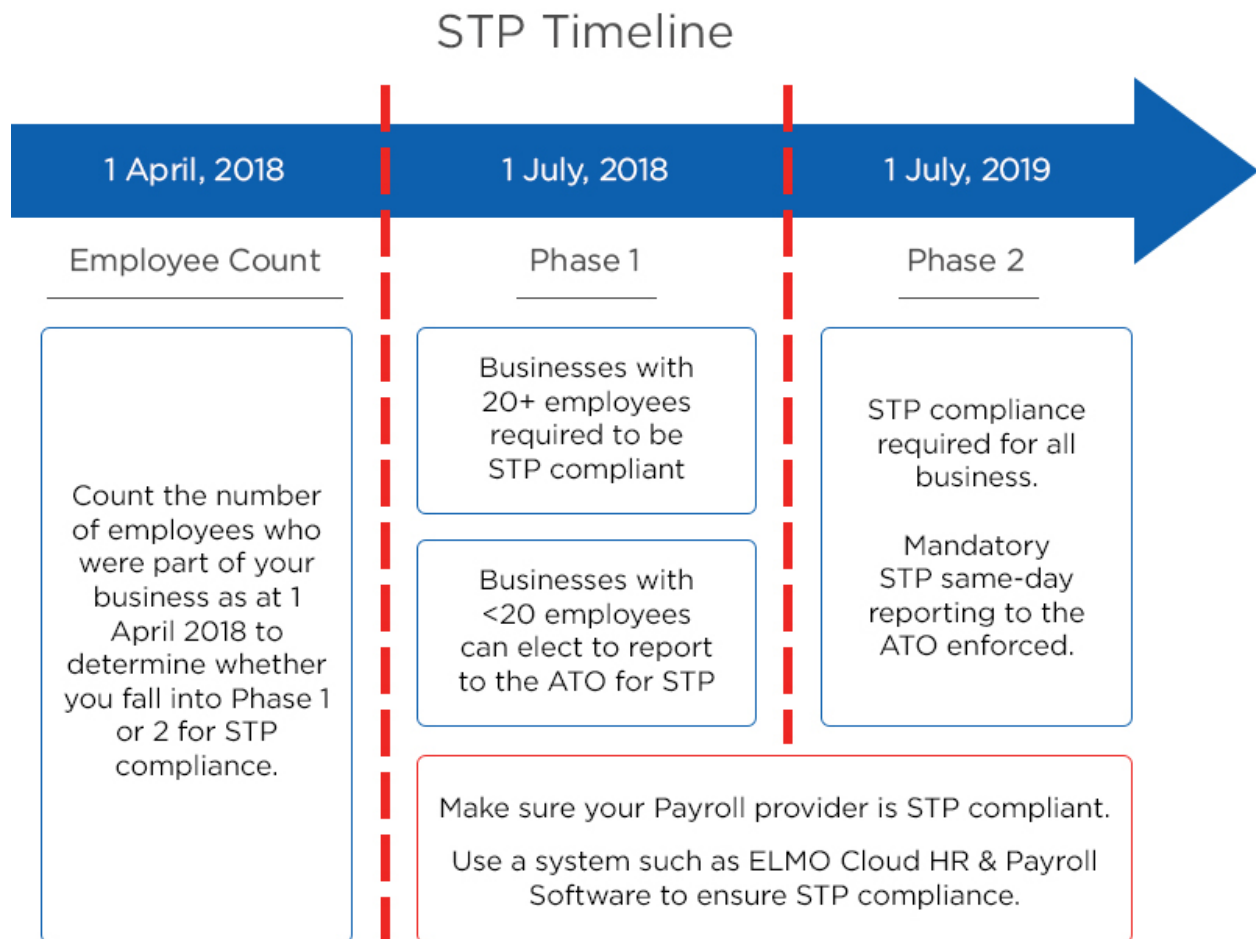 STP Timeline
1 April, 2018
1 July, 2018
1 July, 2019
Employee Count
Phase 1
Phase 2
Count the number
of employees who
were part of your
business as at 1
April 2018 to
determine whether
you fall into Phase 1
or 2 for STP
compliance.
Businesses with
20+ employees
required to be
STP compliant
Businesses with
<20 employees
can elect to report
to the ATO for STP
STP compliance
required for all
business.
Mandatory
STP same-day
reporting to the
ATO enforced.
Make sure your Payroll provider is STP compliant.
Use a system such as ELMO Cloud HR & Payroll
Software to ensure STP compliance.